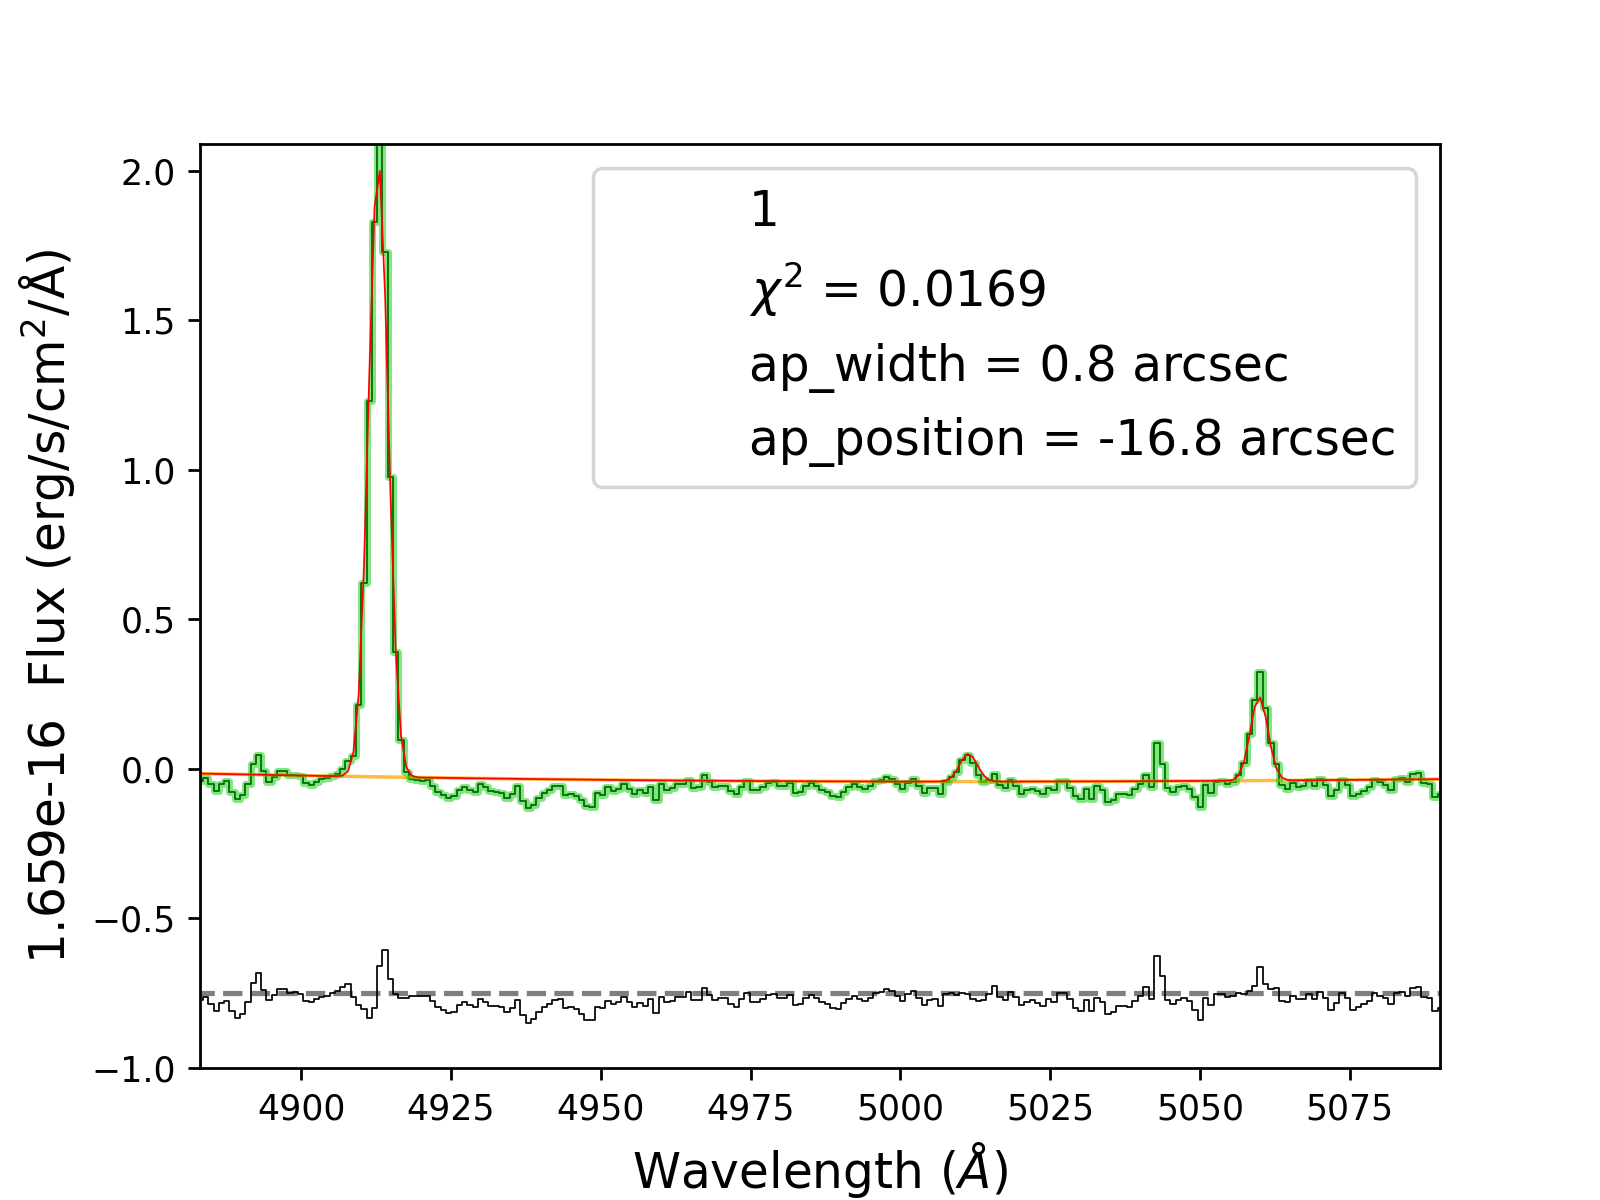 1
χ² = 0.0169
ap_width = 0.8 arcsec
ap_position = -16.8 arcsec
1.659e-16 Flux (erg/s/cm²/Å)
2.0
1.5
1.0
0.5
0.0
−0.5
−1.0
4900 4925 4950 4975 5000 5025 5050 5075
Wavelength (Å)